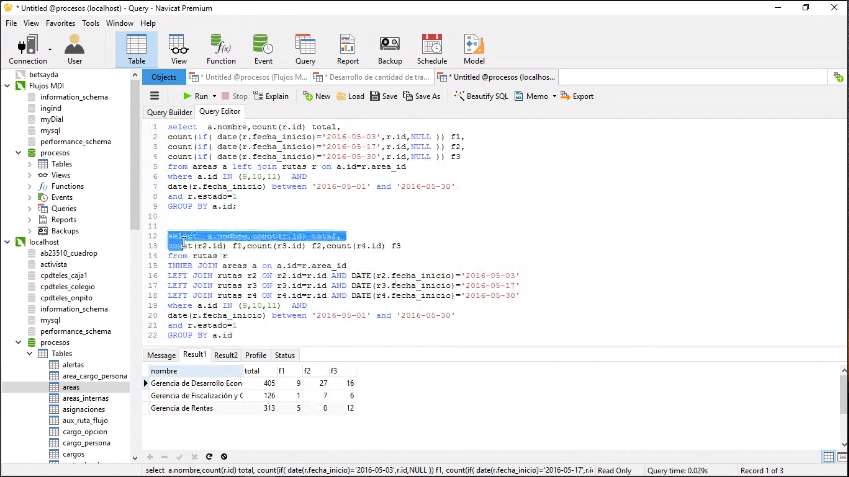 * Untitled @procesos (localhost) - Query - Navicat Premium
File View Favorites Tools Window Help
Connection User Table View Function Event Query Report Backup Schedule Model
betsayda
Flujos MDI
information_schema
ingind
myDial
mysql
performance_schema
procesos
Tables
Views
Functions
Events
Queries
Reports
Backups
localhost
ab23510_cuadrop
activista
cpdteles_caja1
cpdteles_colegio
cpdteles_onpito
information_schema
mysql
performance_schema
procesos
Tables
alertas
area_cargo_persona
areas
areas_internas
asignaciones
aux_ruta_flujo
cargo_opcion
cargo_persona
cargos
Objects * Untitled @procesos (Flujos M... * Desarrollo de cantidad de tra... * Untitled @procesos (localhos...
Run Stop Explain New Load Save Save As Beautify SQL Memo Export
Query Builder Query Editor
1 select a.nombre,count(r.id) total,
2 count(if( date(r.fecha_inicio)='2016-05-03',r.id,NULL )) f1,
3 count(if( date(r.fecha_inicio)='2016-05-17',r.id,NULL )) f2,
4 count(if( date(r.fecha_inicio)='2016-05-30',r.id,NULL )) f3
5 from areas a left join rutas r on a.id=r.area_id
6 where a.id IN (9,10,11) AND
7 date(r.fecha_inicio) between '2016-05-01' and '2016-05-30'
8 and r.estado=1
9 GROUP BY a.id;
10
11
12 select a.nombre,count(r.id) total,
13 count(r2.id) f1,count(r3.id) f2,count(r4.id) f3
14 from rutas r
15 INNER JOIN areas a on a.id=r.area_id
16 LEFT JOIN rutas r2 ON r2.id=r.id AND DATE(r2.fecha_inicio)='2016-05-03'
17 LEFT JOIN rutas r3 ON r3.id=r.id AND DATE(r3.fecha_inicio)='2016-05-17'
18 LEFT JOIN rutas r4 ON r4.id=r.id AND DATE(r4.fecha_inicio)='2016-05-30'
19 where a.id IN (9,10,11) AND
20 date(r.fecha_inicio) between '2016-05-01' and '2016-05-30'
21 and r.estado=1
22 GROUP BY a.id
Message Result1 Result2 Profile Status
nombre total f1 f2 f3
Gerencia de Desarrollo Econ 405 9 27 16
Gerencia de Fiscalización y C 126 1 7 6
Gerencia de Rentas 313 5 0 12
select a.nombre,count(r.id) total, count(if( date(r.fecha_inicio)='2016-05-03',r.id,NULL )) f1, count(if( date(r.fecha_inicio)='2016-05-17',r.i Read Only Query time: 0.029s Record 1 of 3